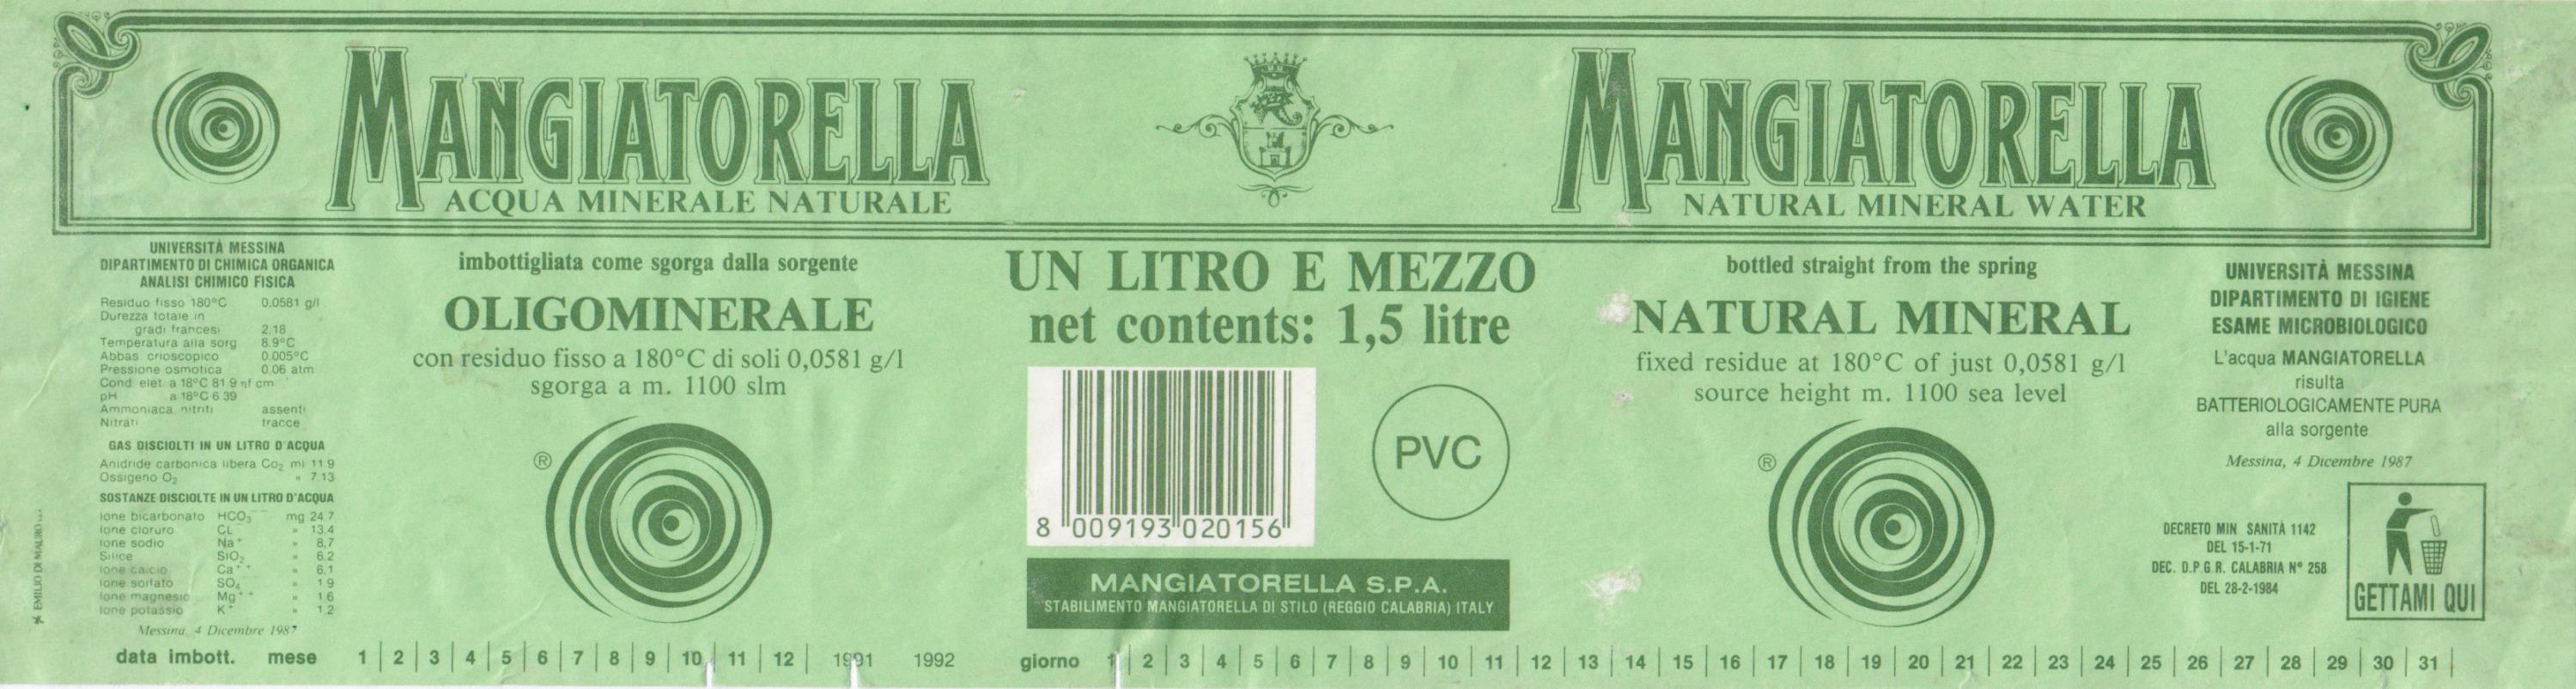 MANGIATORELLA
ACQUA MINERALE NATURALE
MANGIATORELLA
NATURAL MINERAL WATER
UNIVERSITÀ MESSINA
DIPARTIMENTO DI CHIMICA ORGANICA
ANALISI CHIMICO FISICA
Residuo fisso 180°C 0.0581 g/l
Durezza totale in
gradi francesi 2,18
Temperatura alla sorg 8.9°C
Abbas. crioscopico 0.005°C
Pressione osmotica 0.06 atm
Cond. elet. a 18°C 81.9 cm
pH a 18°C 6.39
Ammoniaca, nitriti assenti
Nitrati tracce
GAS DISCIOLTI IN UN LITRO D'ACQUA
Anidride carbonica libera Co₂ ml 11.9
Ossigeno O₂ » 7.13
SOSTANZE DISCIOLTE IN UN LITRO D'ACQUA
Ione bicarbonato HCO₃⁻⁻ mg 24.7
Ione cloruro CL⁻ » 13.4
Ione sodio Na⁺ » 8,7
Silice SiO₂ » 6.2
Ione calcio Ca⁺⁺ » 6,1
Ione solfato SO₄ » 1.9
Ione magnesio Mg⁺⁺ » 1.6
Ione potassio K⁺ » 1.2
Messina, 4 Dicembre 1987
EMILIO DI MAURO
imbottigliata come sgorga dalla sorgente
OLIGOMINERALE
con residuo fisso a 180°C di soli 0,0581 g/l
sgorga a m. 1100 slm
®
UN LITRO E MEZZO
net contents: 1,5 litre
8 009193 020156
PVC
MANGIATORELLA S.P.A.
STABILIMENTO MANGIATORELLA DI STILO (REGGIO CALABRIA) ITALY
bottled straight from the spring
NATURAL MINERAL
fixed residue at 180°C of just 0,0581 g/l
source height m. 1100 sea level
®
UNIVERSITÀ MESSINA
DIPARTIMENTO DI IGIENE
ESAME MICROBIOLOGICO
L'acqua MANGIATORELLA
risulta
BATTERIOLOGICAMENTE PURA
alla sorgente
Messina, 4 Dicembre 1987
DECRETO MIN. SANITÀ 1142
DEL 15-1-71
DEC. D.P.G.R. CALABRIA N° 258
DEL 28-2-1984
GETTAMI QUI
data imbott. mese 1 | 2 | 3 | 4 | 5 | 6 | 7 | 8 | 9 | 10 | 11 | 12 | 1991 1992 giorno 1 | 2 | 3 | 4 | 5 | 6 | 7 | 8 | 9 | 10 | 11 | 12 | 13 | 14 | 15 | 16 | 17 | 18 | 19 | 20 | 21 | 22 | 23 | 24 | 25 | 26 | 27 | 28 | 29 | 30 | 31 |